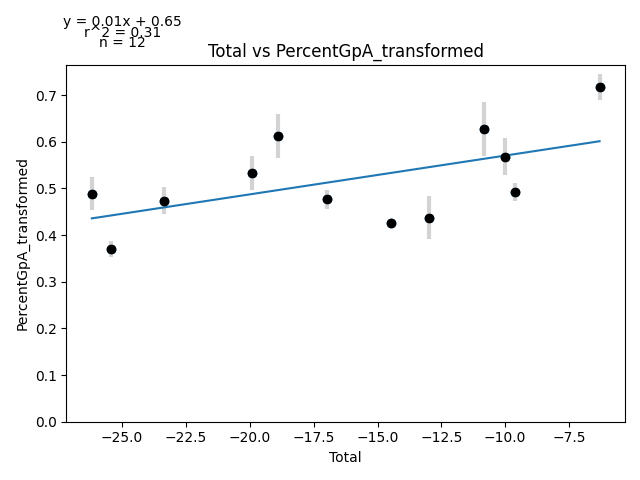 y = 0.01x + 0.65
r^2 = 0.31
n = 12
Total vs PercentGpA_transformed
PercentGpA_transformed
0.7
0.6
0.5
0.4
0.3
0.2
0.1
0.0
−25.0 −22.5 −20.0 −17.5 −15.0 −12.5 −10.0 −7.5
Total